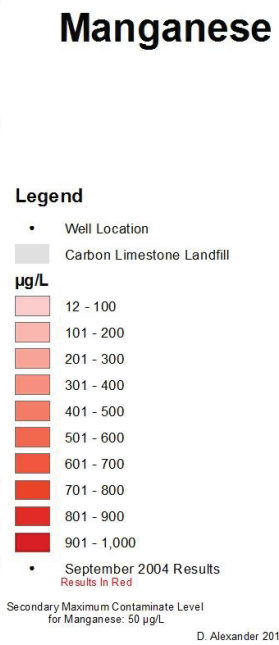 Manganese
Legend
Well Location
Carbon Limestone Landfill
µg/L
12 - 100
101 - 200
201 - 300
301 - 400
401 - 500
501 - 600
601 - 700
701 - 800
801 - 900
901 - 1,000
September 2004 Results
Results In Red
Secondary Maximum Contaminate Level
for Manganese: 50 µg/L
D. Alexander 201